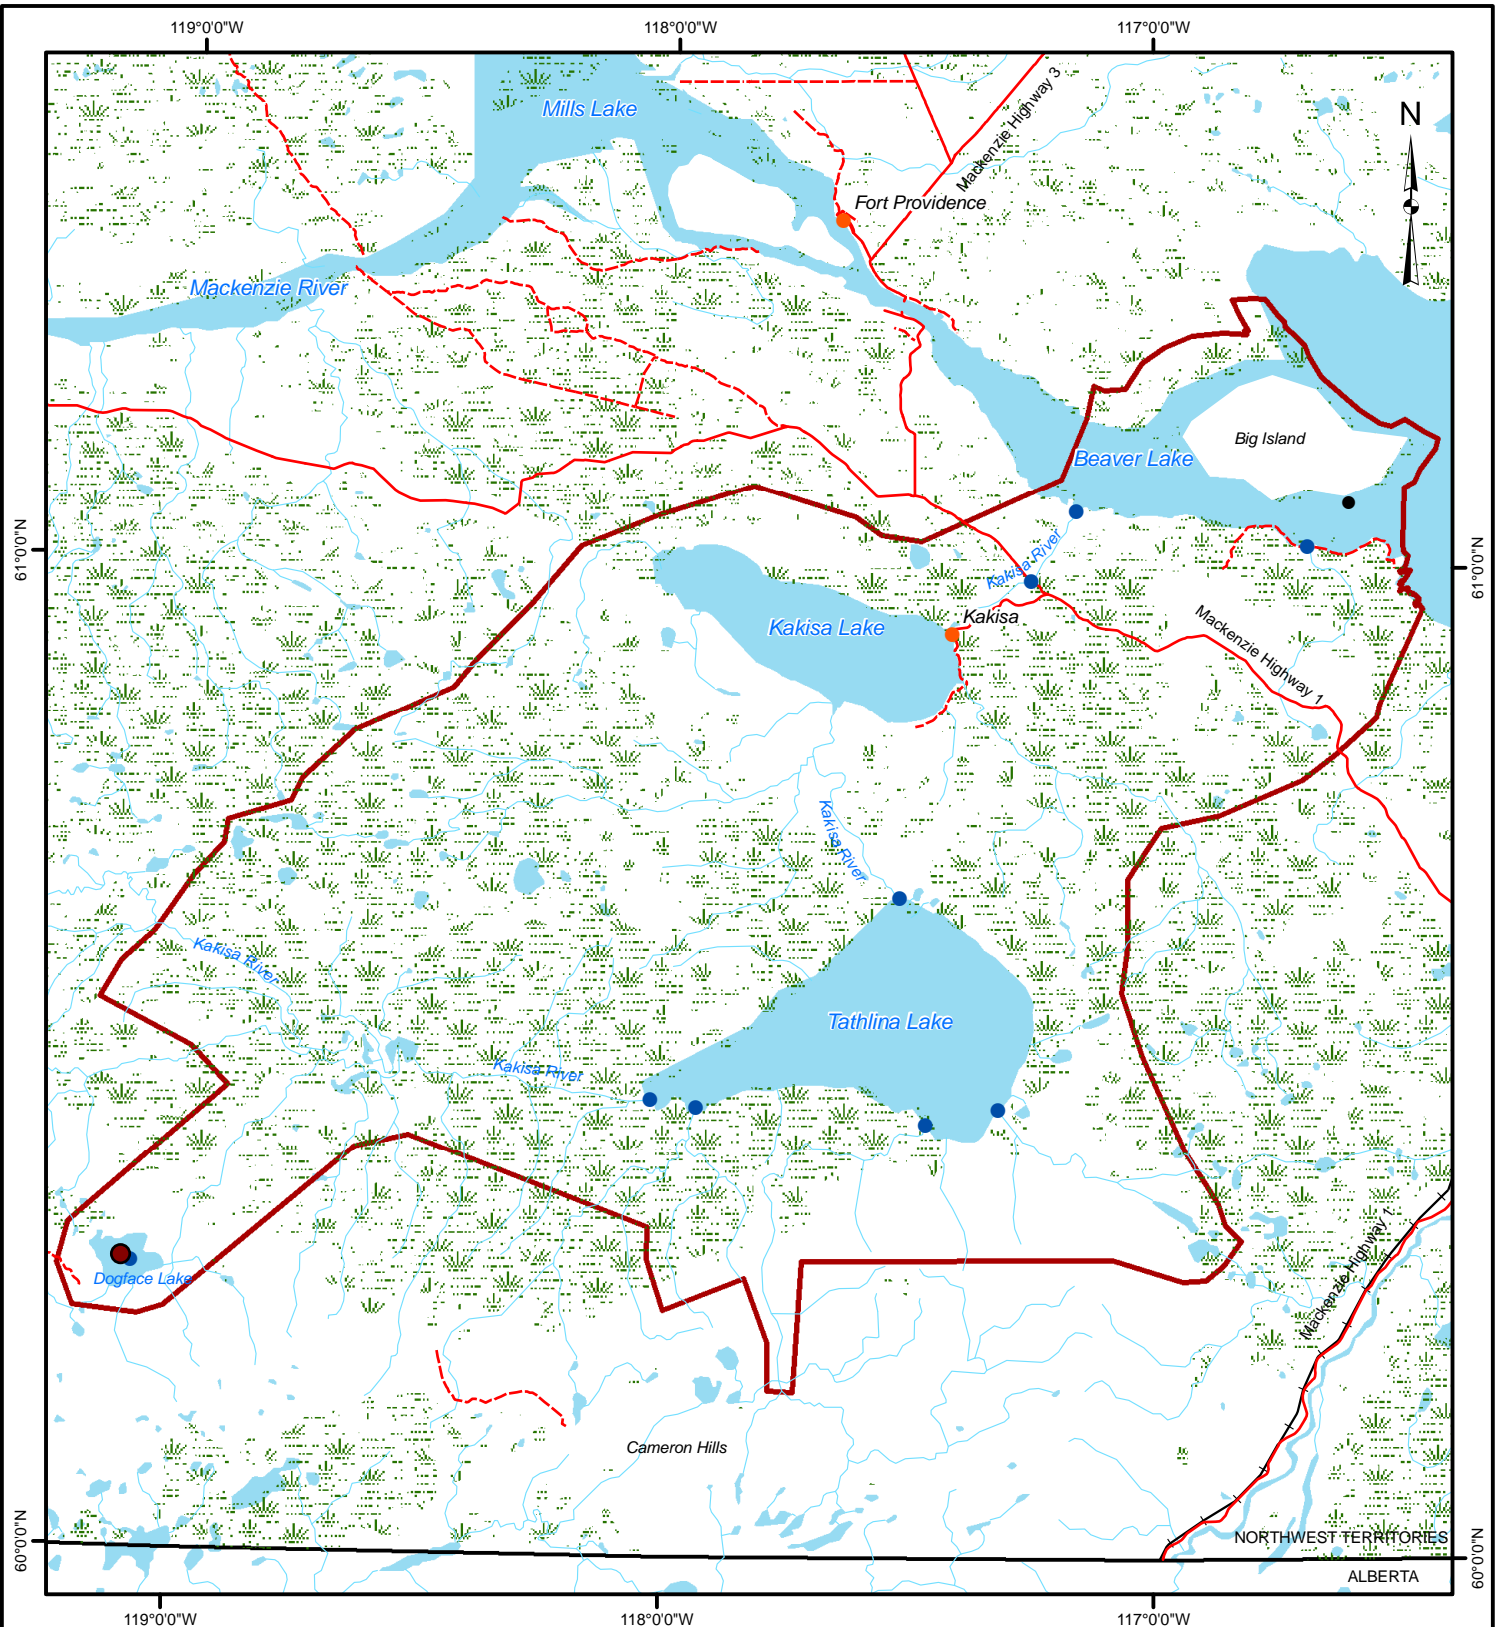 119°0'0"W
118°0'0"W
117°0'0"W
N
Mills Lake
Mackenzie Highway 3
Fort Providence
Mackenzie River
Big Island
Beaver Lake
61°0'0"N
61°0'0"N
Kakisa River
Kakisa
Kakisa Lake
Mackenzie Highway 1
Kakisa River
Kakisa River
Tathlina Lake
Kakisa River
Dogface Lake
Mackenzie Highway 1
Cameron Hills
60°0'0"N
NORTHWEST TERRITORIES
60°0'0"N
ALBERTA
119°0'0"W
118°0'0"W
117°0'0"W